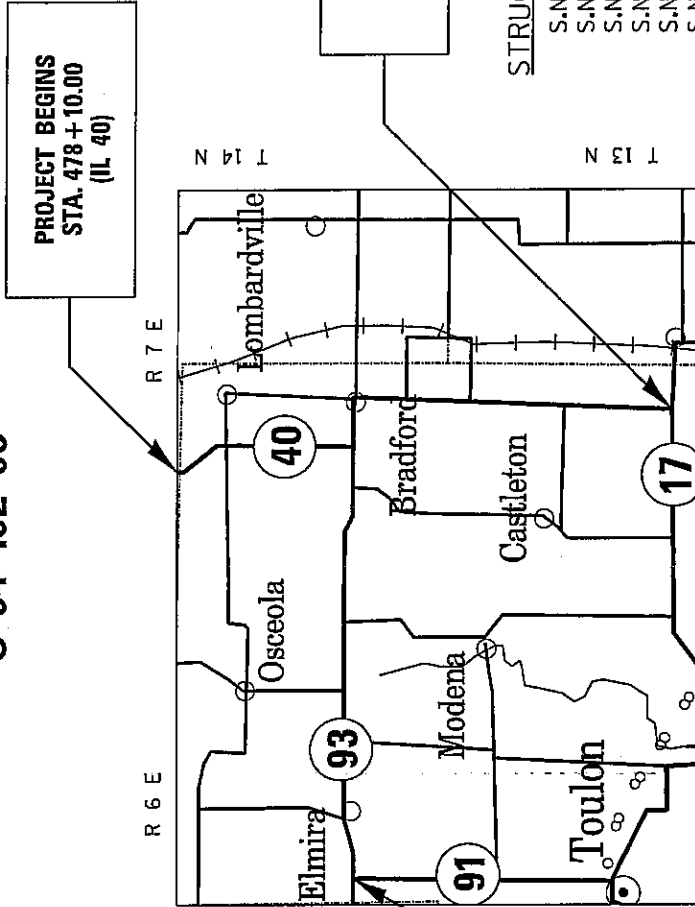 PROJECT BEGINS
STA. 478+10.00
(IL 40)
R 6 E
R 7 E
T 14 N
T 13 N
Lombardville
40
Osceola
Bradford
Castleton
93
Modena
Elmira
91
17
Toulon
S.N
S.N
S.N
S.N
S.N